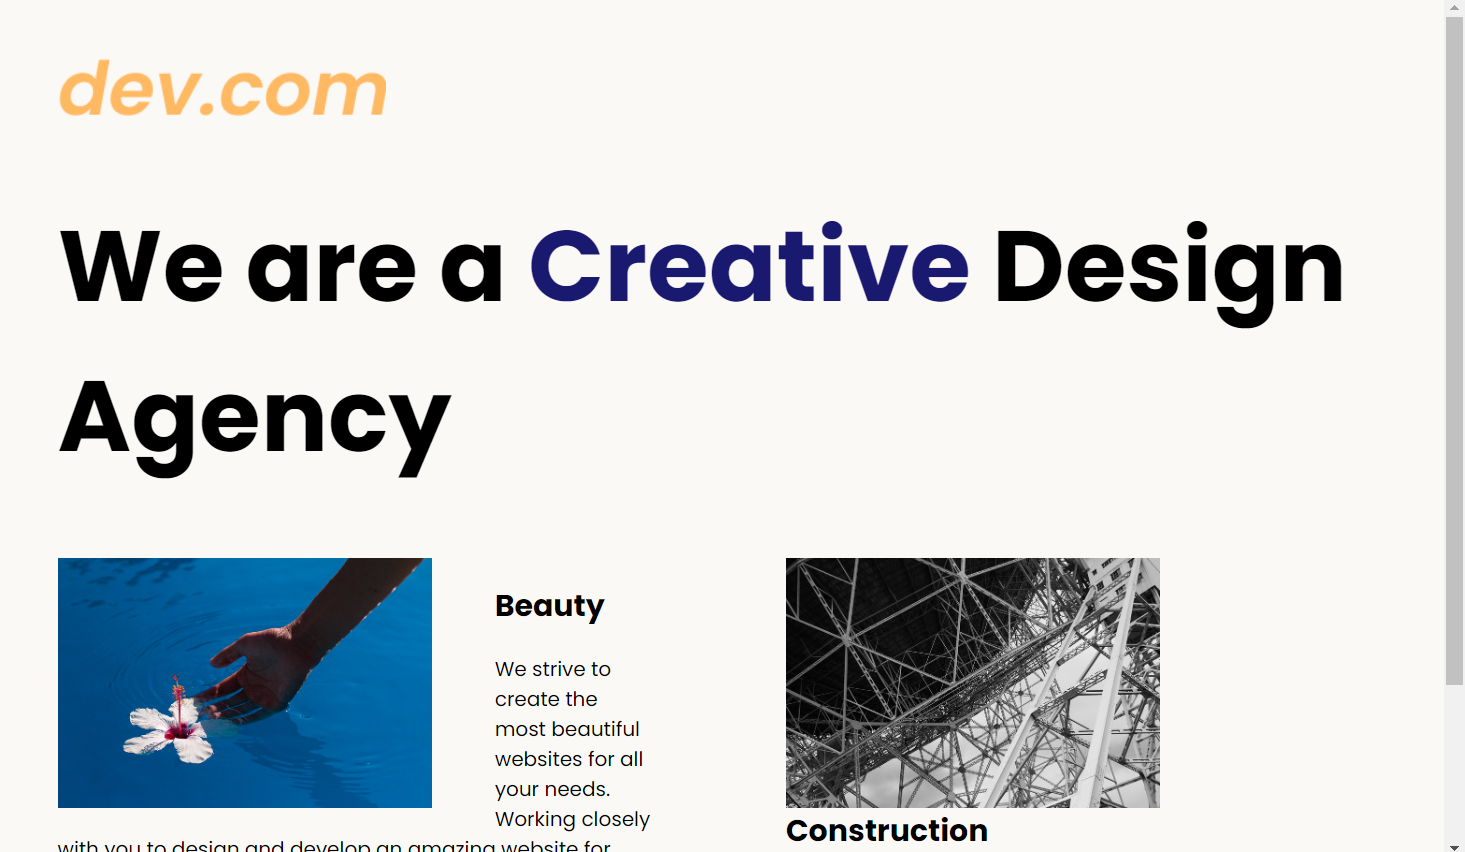 dev.com
We are a Creative Design
Agency
Beauty
We strive to
create the
most beautiful
websites for all
your needs.
Working closely
with you to design and develop an amazing website for
Construction